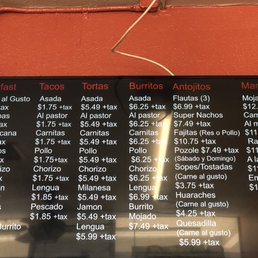 Tacos
Asada
$1.75 +tax
Al pastor
$1.75 +tax
Carnitas
$1.75 +tax
Pollo
$1.75+tax
Chorizo
$1.75 +tax
Lengua
$1.85 +tax
Pescado
$1.85 +tax
Tortas
Asada
$5.49 +tax
Al pastor
$5.49 +tax
Carnitas
$5.49 +tax
Pollo
$5.49 +tax
Chorizo
$5.49 +tax
Milanesa
$5.49 +tax
Jamon
$5.49 +tax
Lengua
$5.99 +tax
Burritos
Asada
$6.25 +tax
Al pastor
$6.25 +tax
Carnitas
$6.25 +tax
Pollo
$6.25 +tax
Chorizo
$6.25 +tax
Lengua
$6.99 +tax
Burrito
Mojado
$7.49 +tax
Antojitos
Flautas (3)
$6.99 +tax
Super Nachos
$7.49 +tax
Fajitas (Res o Pollo)
$10.75 +tax
Pozole $7.49 +tax
(Sábado y Domingo)
Sopes/Tostadas
(Carne al gusto)
$3.75 +tax
Huaraches
(Carne al gusto)
$4.25 +tax
Quesadilla
(Carne al gusto)
$5.99 +tax